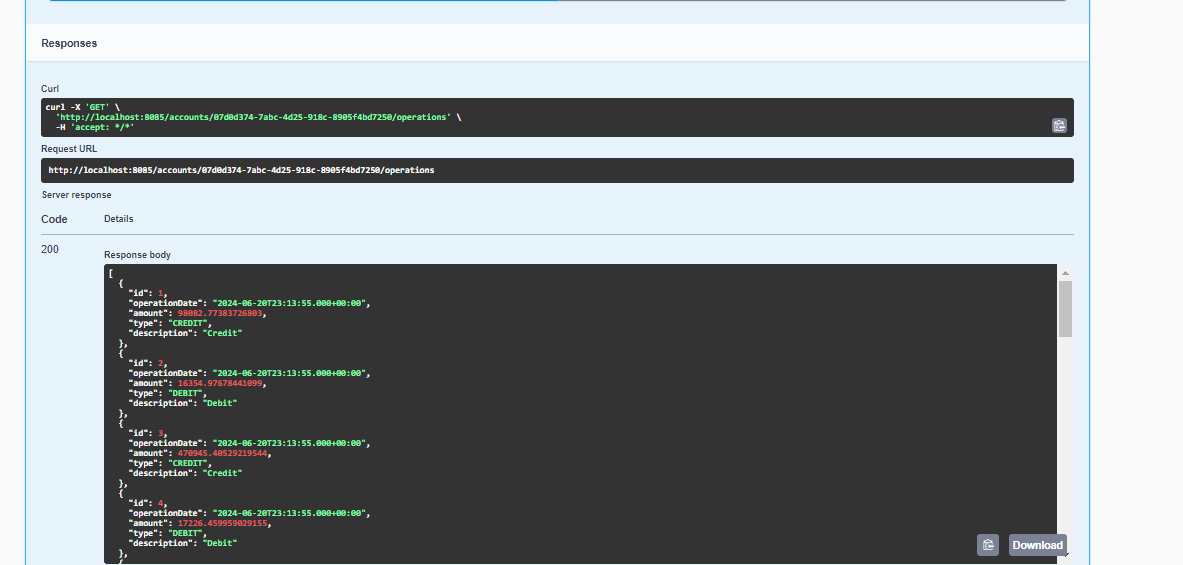 Responses
Curl
curl -X 'GET' \
  'http://localhost:8085/accounts/07d0d374-7abc-4d25-918c-8905f4bd7250/operations' \
  -H 'accept: */*'
Request URL
http://localhost:8085/accounts/07d0d374-7abc-4d25-918c-8905f4bd7250/operations
Server response
Code Details
200
Response body
[
  {
    "id": 1,
    "operationDate": "2024-06-20T23:13:55.000+00:00",
    "amount": 98082.77383726803,
    "type": "CREDIT",
    "description": "Credit"
  },
  {
    "id": 2,
    "operationDate": "2024-06-20T23:13:55.000+00:00",
    "amount": 16354.97678441099,
    "type": "DEBIT",
    "description": "Debit"
  },
  {
    "id": 3,
    "operationDate": "2024-06-20T23:13:55.000+00:00",
    "amount": 470945.40529219544,
    "type": "CREDIT",
    "description": "Credit"
  },
  {
    "id": 4,
    "operationDate": "2024-06-20T23:13:55.000+00:00",
    "amount": 17226.459959029155,
    "type": "DEBIT",
    "description": "Debit"
  },
  {
Download